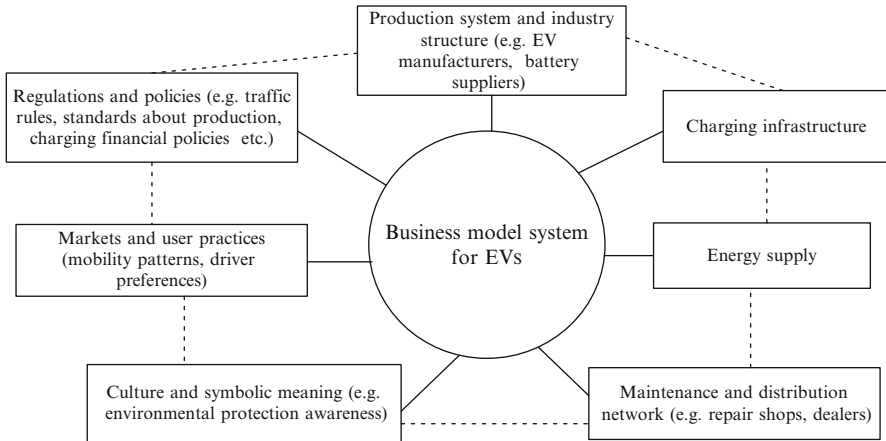 Production system and industry
structure (e.g. EV
manufacturers, battery
suppliers)
Regulations and policies (e.g. traffic
rules, standards about production,
charging financial policies etc.)
Charging infrastructure
Business model system
for EVs
Markets and user practices
(mobility patterns, driver
preferences)
Energy supply
Culture and symbolic meaning (e.g.
environmental protection awareness)
Maintenance and distribution
network (e.g. repair shops, dealers)